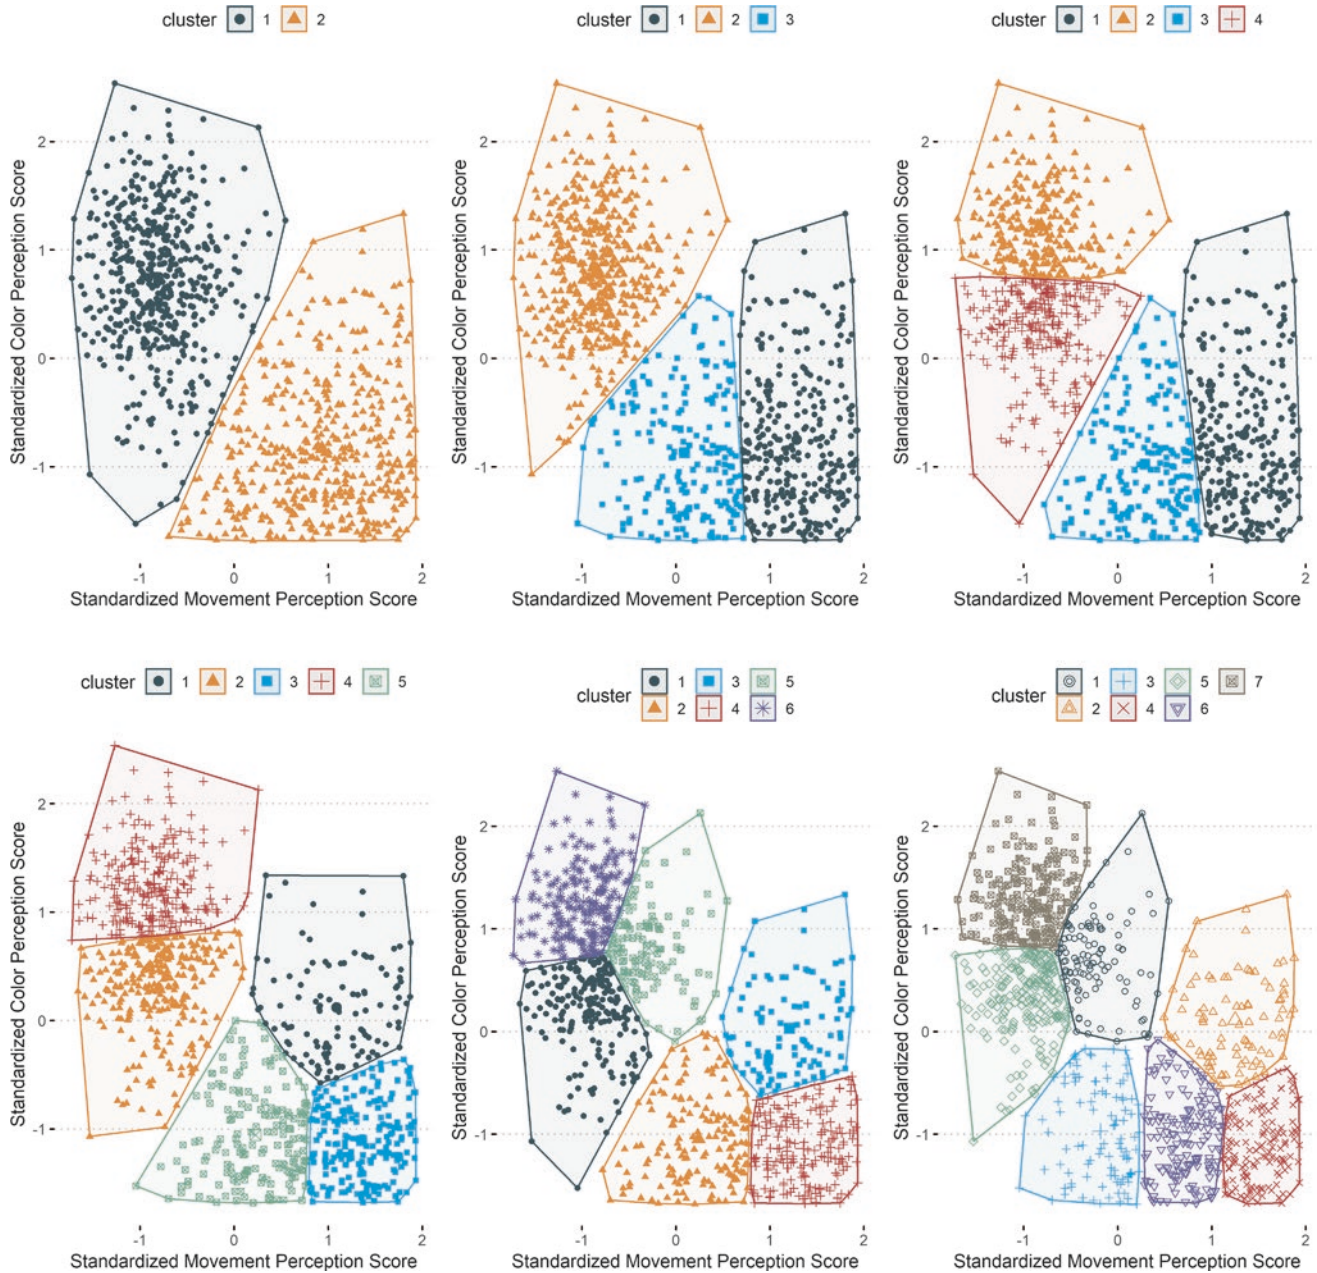 cluster 1 2
cluster 1 2 3
cluster 1 2 3 4
Standardized Color Perception Score
2
1
0
-1
-1 0 1 2
Standardized Movement Perception Score
Standardized Color Perception Score
2
1
0
-1
-1 0 1 2
Standardized Movement Perception Score
Standardized Color Perception Score
2
1
0
-1
-1 0 1 2
Standardized Movement Perception Score
cluster 1 2 3 4 5
cluster 1 3 5
2 4 6
cluster 1 3 5 7
2 4 6
Standardized Color Perception Score
2
1
0
-1
-1 0 1 2
Standardized Movement Perception Score
Standardized Color Perception Score
2
1
0
-1
-1 0 1 2
Standardized Movement Perception Score
Standardized Color Perception Score
2
1
0
-1
-1 0 1 2
Standardized Movement Perception Score